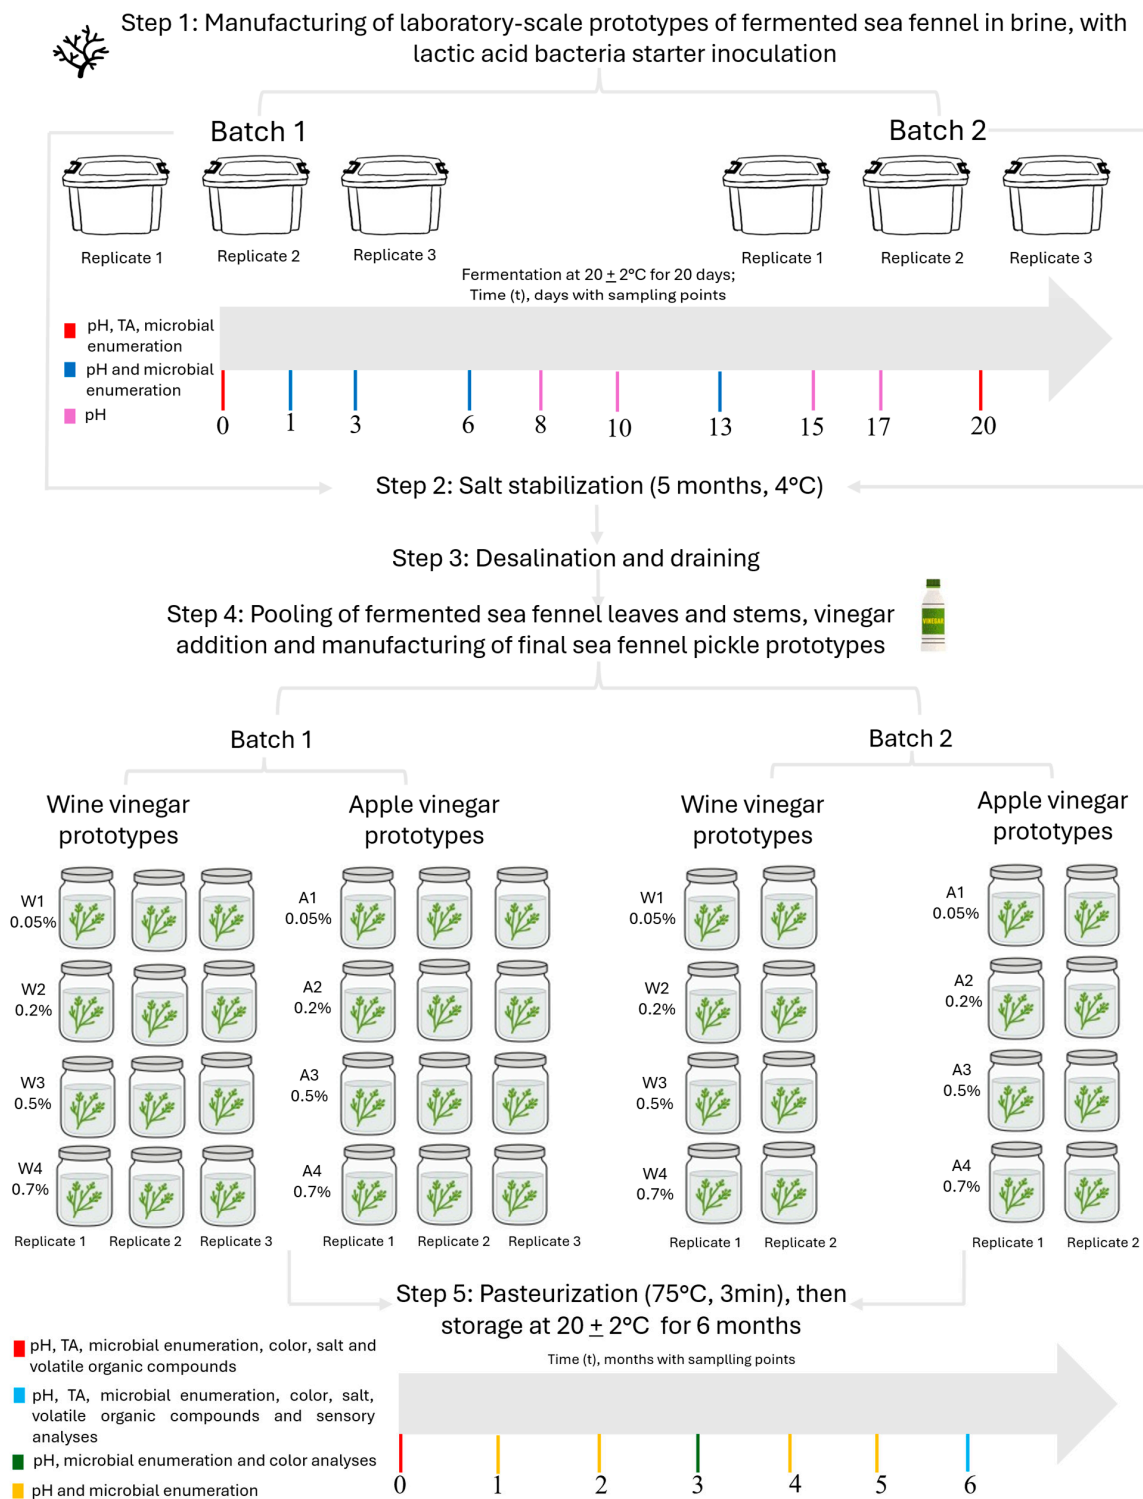 Step 1: Manufacturing of laboratory-scale prototypes of fermented sea fennel in brine, with
lactic acid bacteria starter inoculation
Batch 1
Batch 2
Replicate 1
Replicate 2
Replicate 3
Replicate 1
Replicate 2
Replicate 3
Fermentation at 20 ± 2°C for 20 days;
Time (t), days with sampling points
pH, TA, microbial
enumeration
pH and microbial
enumeration
pH
0 1 3 6 8 10 13 15 17 20
Step 2: Salt stabilization (5 months, 4°C)
Step 3: Desalination and draining
Step 4: Pooling of fermented sea fennel leaves and stems, vinegar
addition and manufacturing of final sea fennel pickle prototypes
VINEGAR
Batch 1
Batch 2
Wine vinegar
prototypes
Apple vinegar
prototypes
Wine vinegar
prototypes
Apple vinegar
prototypes
W1
0.05%
A1
0.05%
W1
0.05%
A1
0.05%
W2
0.2%
A2
0.2%
W2
0.2%
A2
0.2%
W3
0.5%
A3
0.5%
W3
0.5%
A3
0.5%
W4
0.7%
A4
0.7%
W4
0.7%
A4
0.7%
Replicate 1 Replicate 2 Replicate 3
Replicate 1 Replicate 2 Replicate 3
Replicate 1 Replicate 2
Replicate 1 Replicate 2
Step 5: Pasteurization (75°C, 3min), then
storage at 20 ± 2°C for 6 months
Time (t), months with sampllling points
pH, TA, microbial enumeration, color, salt and
volatile organic compounds
pH, TA, microbial enumeration, color, salt,
volatile organic compounds and sensory
analyses
pH, microbial enumeration and color analyses
pH and microbial enumeration
0 1 2 3 4 5 6